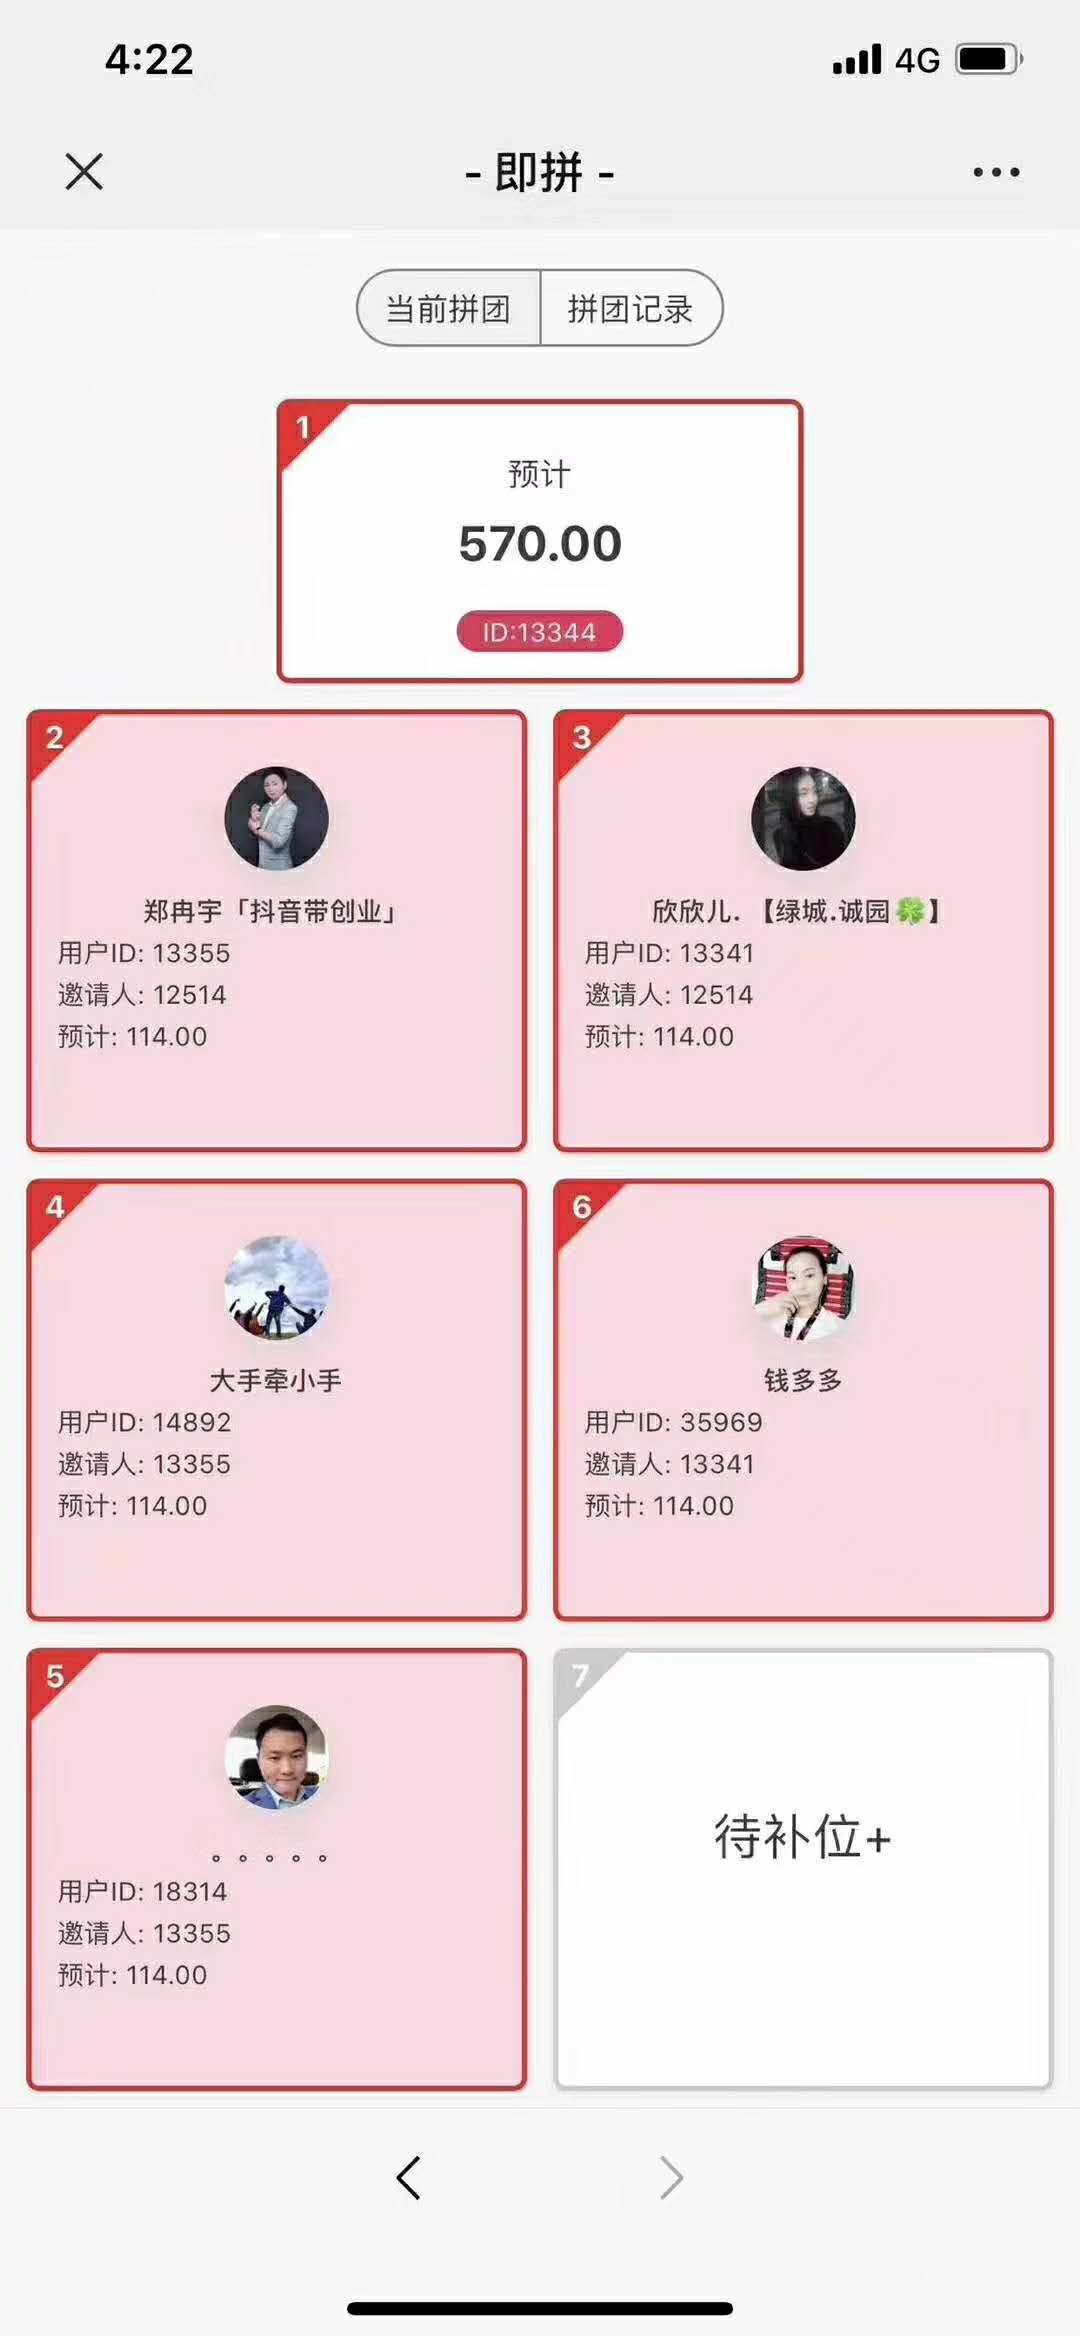 4:22
4G
- 即拼 -
当前拼团
拼团记录
1
预计
570.00
ID:13344
2
郑冉宇「抖音带创业」
用户ID: 13355
邀请人: 12514
预计: 114.00
3
欣欣儿.【绿城.诚园🍀】
用户ID: 13341
邀请人: 12514
预计: 114.00
4
大手牵小手
用户ID: 14892
邀请人: 13355
预计: 114.00
6
钱多多
用户ID: 35969
邀请人: 13341
预计: 114.00
5
。。。。。
用户ID: 18314
邀请人: 13355
预计: 114.00
7
待补位+